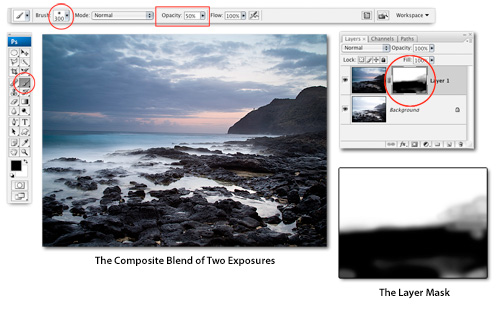 Brush: 300 Mode: Normal Opacity: 50% Flow: 100% Workspace
Ps
Layers x Channels Paths
Normal Opacity: 100%
Lock: Fill: 100%
Layer 1
Background
T
fx
The Composite Blend of Two Exposures
The Layer Mask